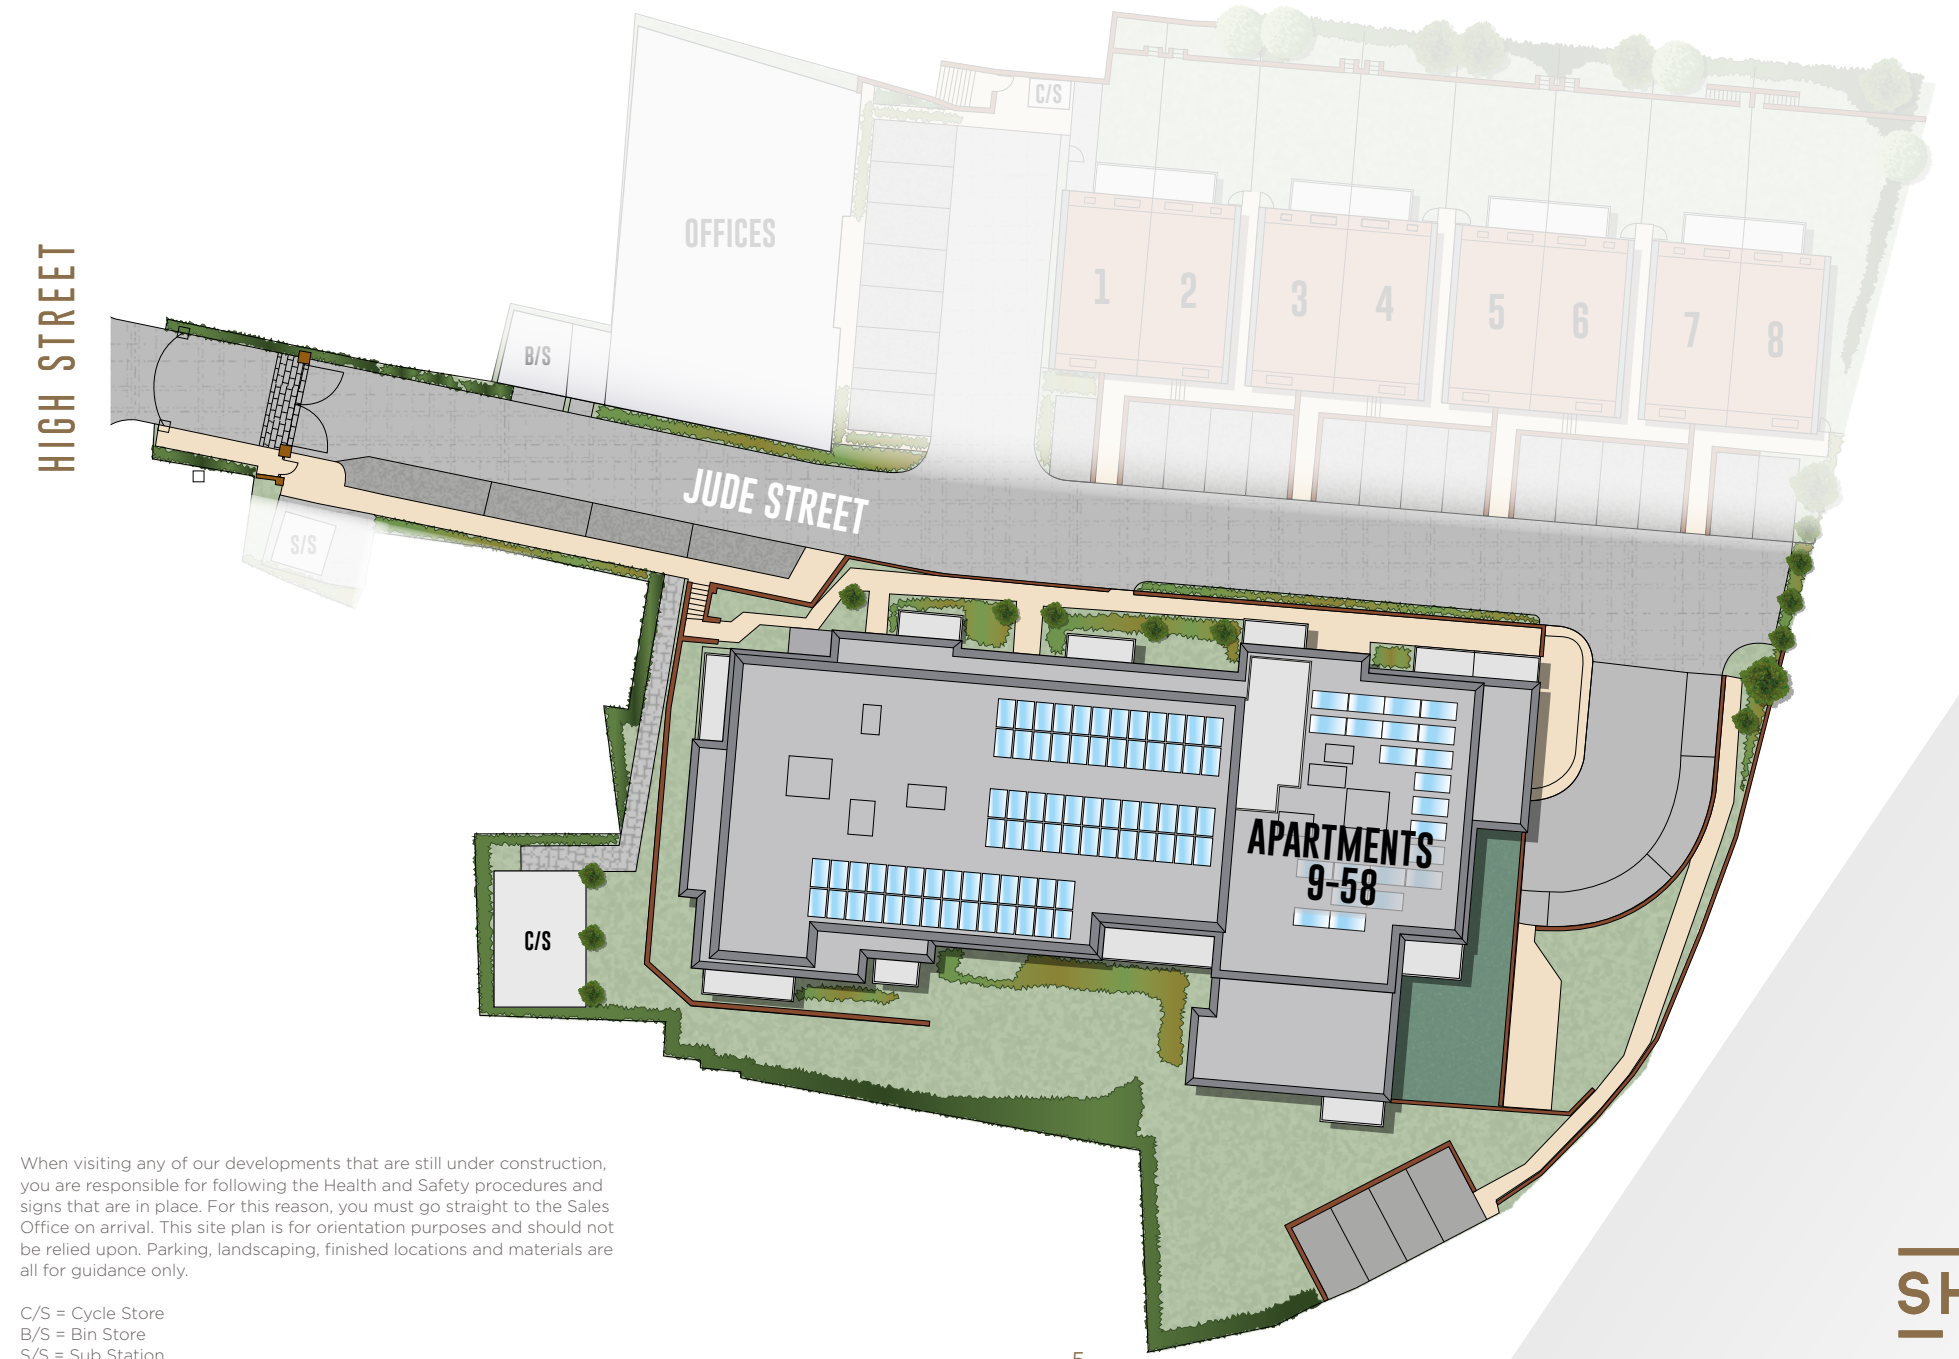 HIGH STREET
OFFICES
C/S
B/S
S/S
1
2
3
4
5
6
7
8
JUDE STREET
APARTMENTS
9-58
C/S
When visiting any of our developments that are still under construction,
you are responsible for following the Health and Safety procedures and
signs that are in place. For this reason, you must go straight to the Sales
Office on arrival. This site plan is for orientation purposes and should not
be relied upon. Parking, landscaping, finished locations and materials are
all for guidance only.
C/S = Cycle Store
B/S = Bin Store
S/S = Sub Station
5
SH